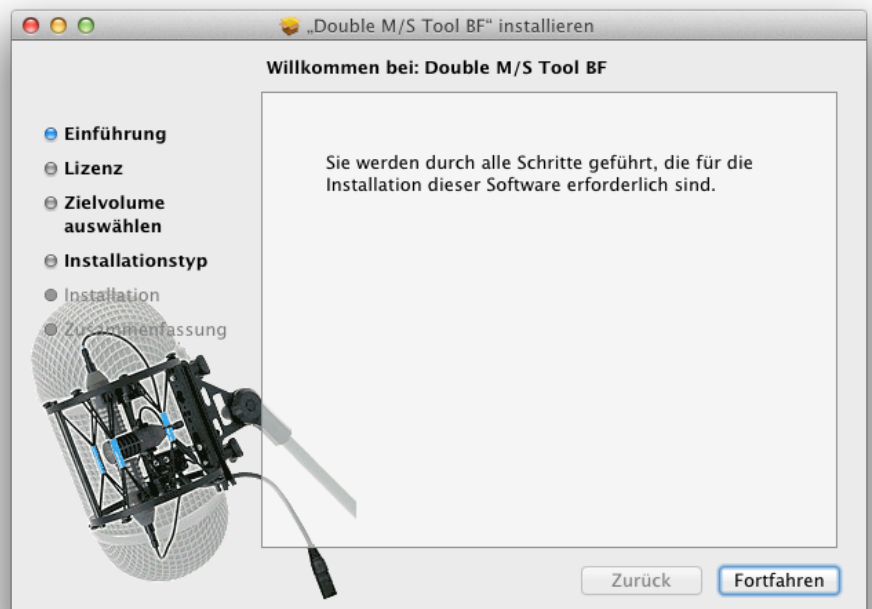 „Double M/S Tool BF“ installieren
Willkommen bei: Double M/S Tool BF
Einführung
Lizenz
Zielvolume
auswählen
Installationstyp
Installation
Zusammenfassung
Sie werden durch alle Schritte geführt, die für die
Installation dieser Software erforderlich sind.
Zurück
Fortfahren